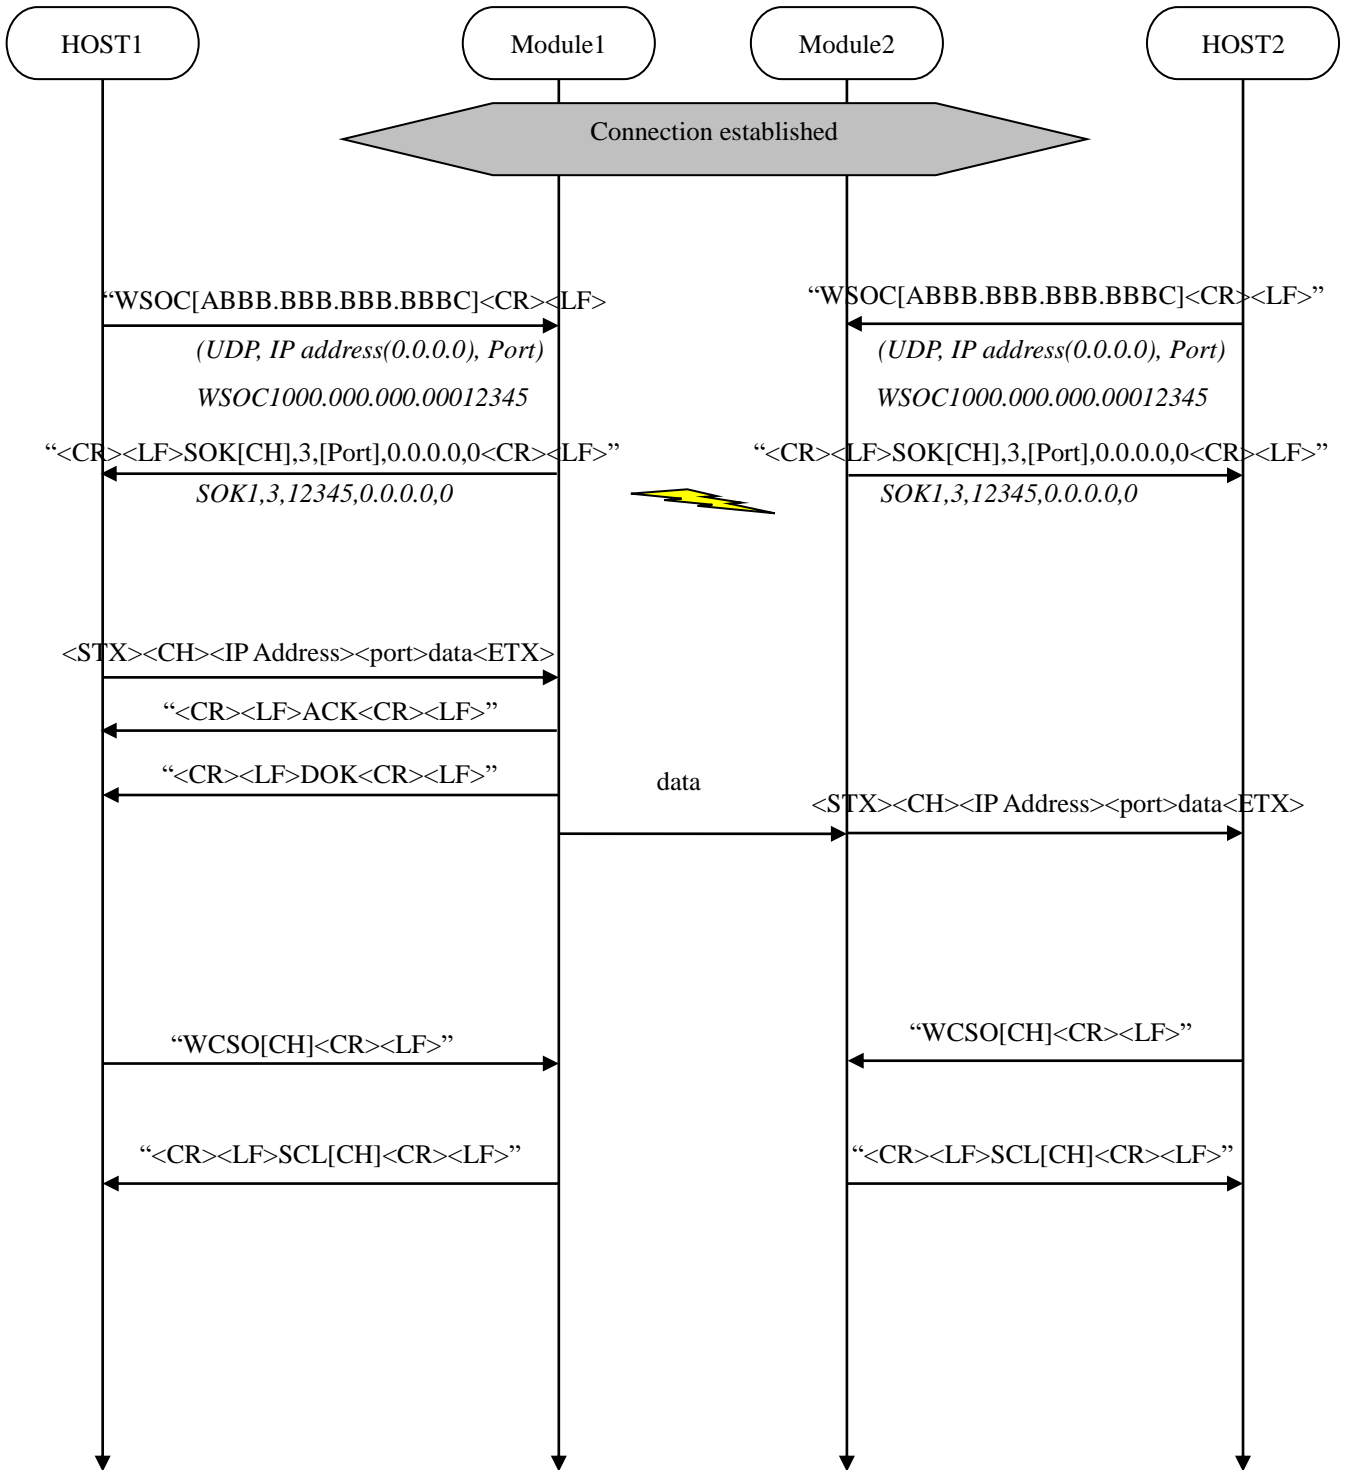 HOST1
Module1
Module2
HOST2
Connection established
“WSOC[ABBB.BBB.BBB.BBBC]<CR><LF>
“WSOC[ABBB.BBB.BBB.BBBC]<CR><LF>”
(UDP, IP address(0.0.0.0), Port)
(UDP, IP address(0.0.0.0), Port)
WSOC1000.000.000.00012345
WSOC1000.000.000.00012345
“<CR><LF>SOK[CH],3,[Port],0.0.0.0,0<CR><LF>”
“<CR><LF>SOK[CH],3,[Port],0.0.0.0,0<CR><LF>”
SOK1,3,12345,0.0.0.0,0
SOK1,3,12345,0.0.0.0,0
<STX><CH><IP Address><port>data<ETX>
“<CR><LF>ACK<CR><LF>”
“<CR><LF>DOK<CR><LF>”
data
<STX><CH><IP Address><port>data<ETX>
“WCSO[CH]<CR><LF>”
“WCSO[CH]<CR><LF>”
“<CR><LF>SCL[CH]<CR><LF>”
“<CR><LF>SCL[CH]<CR><LF>”